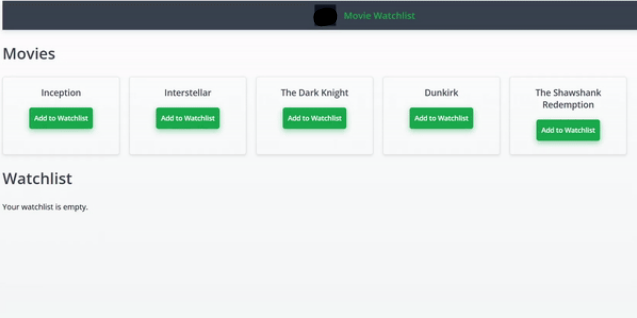 Movie Watchlist
Movies
Inception
Add to Watchlist
Interstellar
Add to Watchlist
The Dark Knight
Add to Watchlist
Dunkirk
Add to Watchlist
The Shawshank
Redemption
Add to Watchlist
Watchlist
Your watchlist is empty.